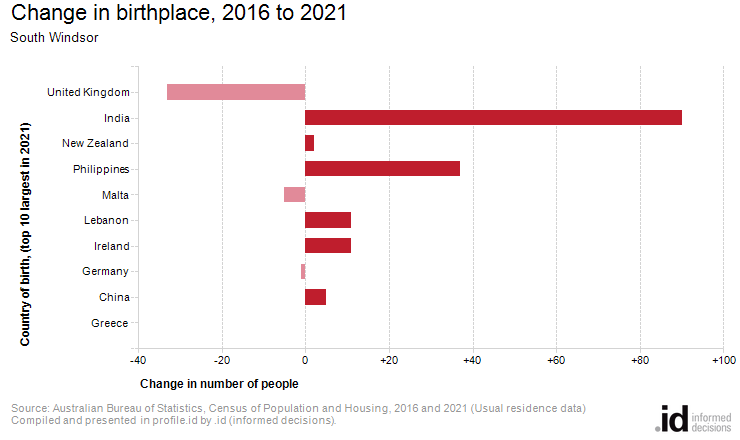 Change in birthplace, 2016 to 2021
South Windsor
Country of birth, (top 10 largest in 2021)
United Kingdom
India
New Zealand
Philippines
Malta
Lebanon
Ireland
Germany
China
Greece
-40 -20 0 +20 +40 +60 +80 +100
Change in number of people
Source: Australian Bureau of Statistics, Census of Population and Housing, 2016 and 2021 (Usual residence data)
Compiled and presented in profile.id by .id (informed decisions).
.id informed
decisions